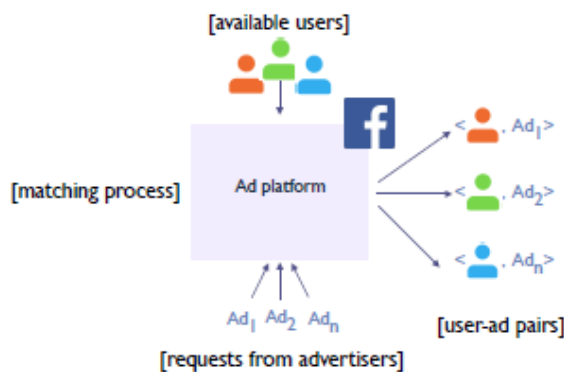 [available users]
f
< , Ad1>
[matching process]
Ad platform
< , Ad2>
< , Adn>
Ad1 Ad2 Adn
[user-ad pairs]
[requests from advertisers]